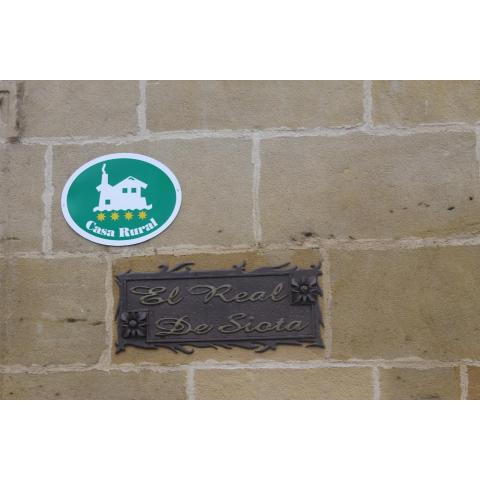 Casa Rural
El Real
De Siota